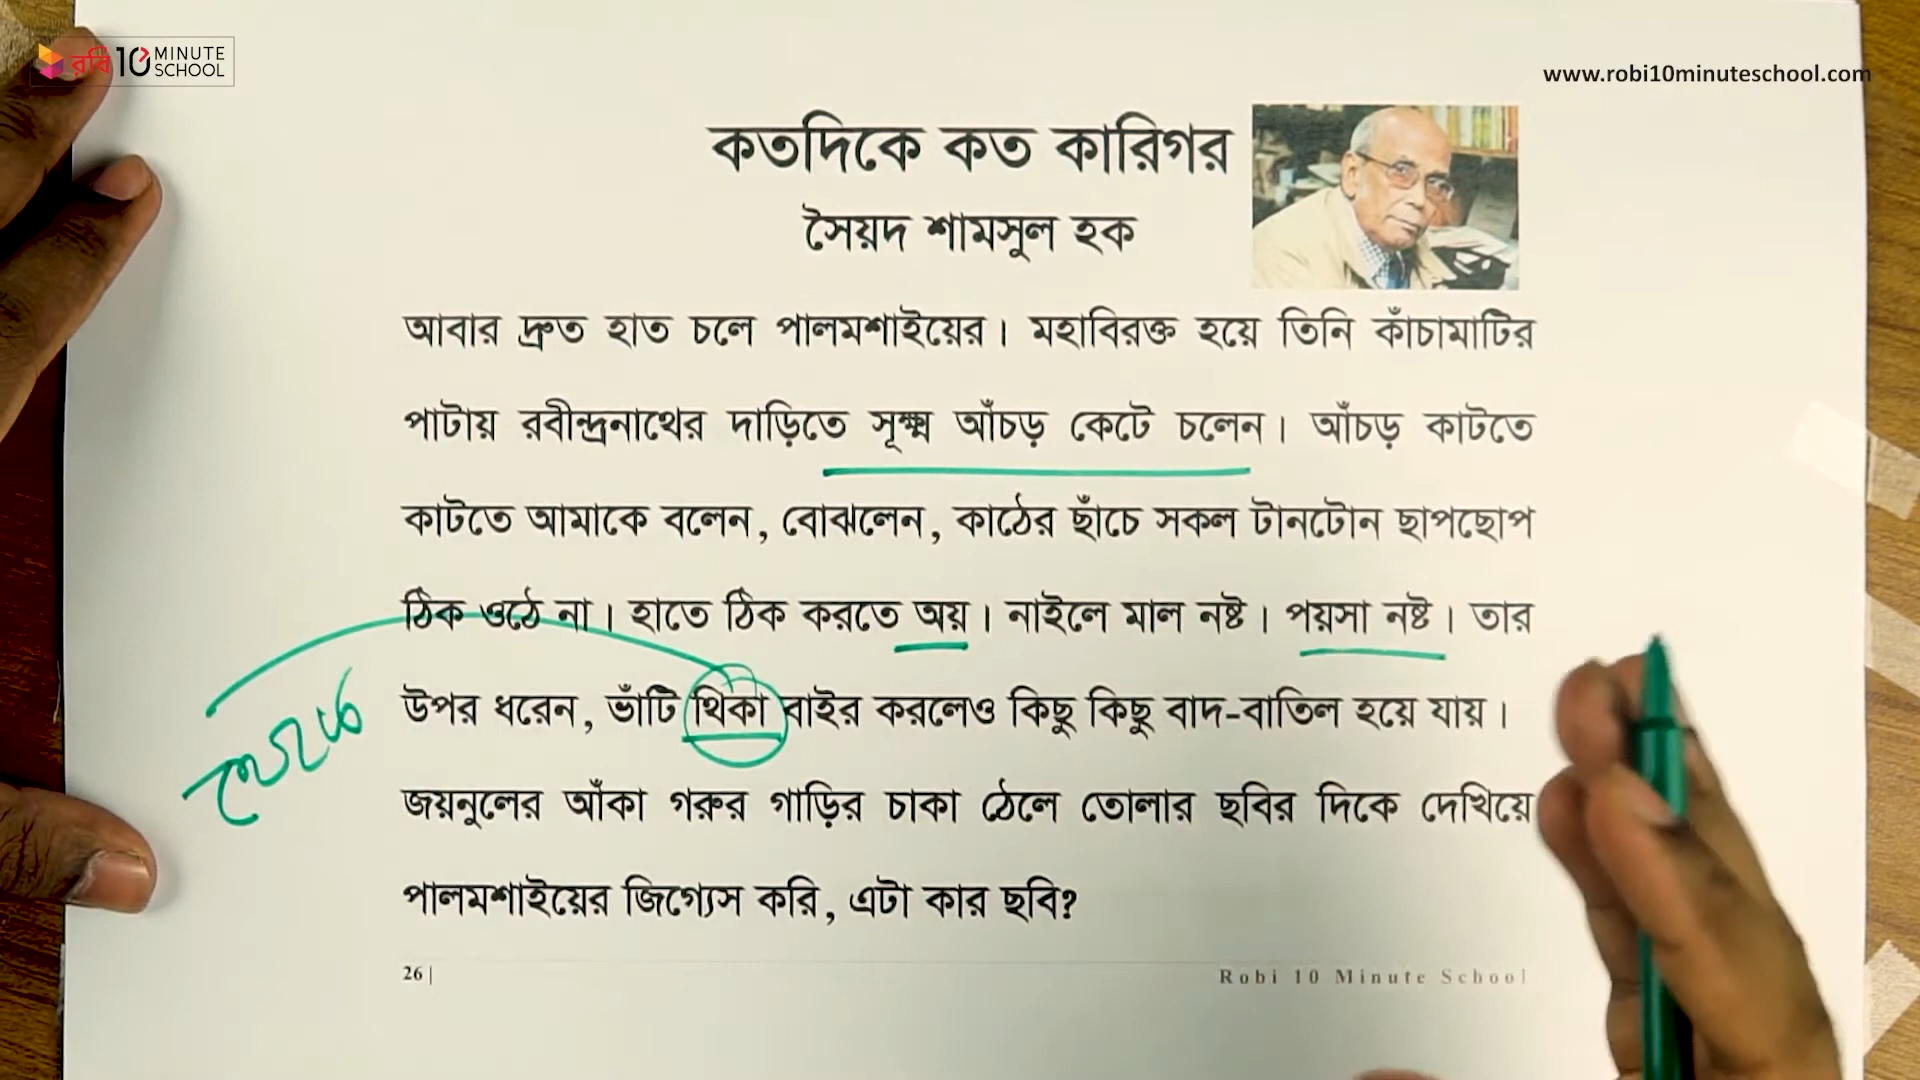 রবি 10 MINUTE SCHOOL
www.robi10minuteschool.com
কতদিকে কত কারিগর
সৈয়দ শামসুল হক
আবার দ্রুত হাত চলে পালমশাইয়ের। মহাবিরক্ত হয়ে তিনি কাঁচামাটির
পাটায় রবীন্দ্রনাথের দাড়িতে সূক্ষ্ম আঁচড় কেটে চলেন। আঁচড় কাটতে
কাটতে আমাকে বলেন, বোঝলেন, কাঠের ছাঁচে সকল টানটোন ছাপছোপ
ঠিক ওঠে না। হাতে ঠিক করতে অয়। নাইলে মাল নষ্ট। পয়সা নষ্ট। তার
উপর ধরেন, ভাঁটি থিকা বাইর করলেও কিছু কিছু বাদ-বাতিল হয়ে যায়।
জয়নুলের আঁকা গরুর গাড়ির চাকা ঠেলে তোলার ছবির দিকে দেখিয়ে
পালমশাইয়ের জিগ্যেস করি, এটা কার ছবি?
26 |
Robi 10 Minute School